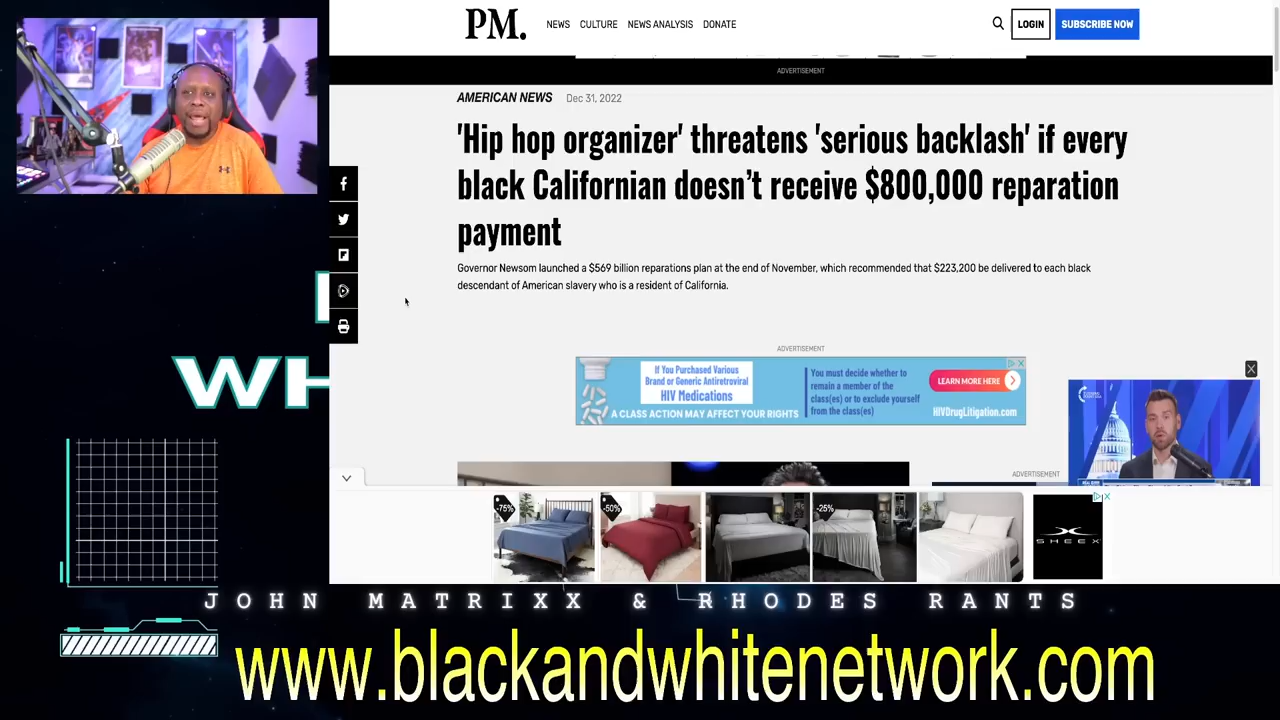 PM.
NEWS CULTURE NEWS ANALYSIS DONATE
LOGIN
SUBSCRIBE NOW
ADVERTISEMENT
AMERICAN NEWS Dec 31, 2022
'Hip hop organizer' threatens 'serious backlash' if every
black Californian doesn’t receive $800,000 reparation
payment
Governor Newsom launched a $569 billion reparations plan at the end of November, which recommended that $223,200 be delivered to each black
descendant of American slavery who is a resident of California.
ADVERTISEMENT
If You Purchased Various
Brand or Generic Antiretroviral
HIV Medications
A CLASS ACTION MAY AFFECT YOUR RIGHTS
You must decide whether to
remain a member of the
class(es) or to exclude yourself
from the class(es)
LEARN MORE HERE
HIVDrugLitigation.com
ADVERTISEMENT
WH
-75%
-50%
-25%
SHEEX
JOHN MATRIXX & RHODES RANTS
www.blackandwhitenetwork.com